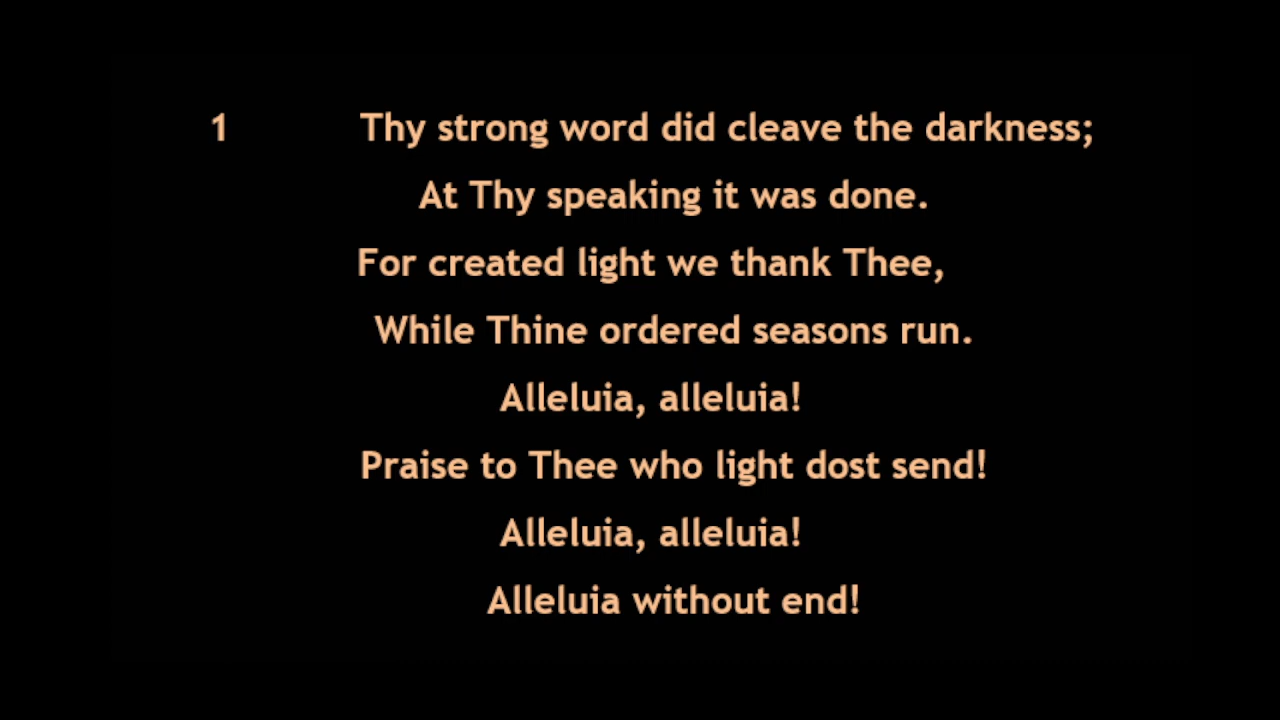 1 Thy strong word did cleave the darkness;
At Thy speaking it was done.
For created light we thank Thee,
While Thine ordered seasons run.
Alleluia, alleluia!
Praise to Thee who light dost send!
Alleluia, alleluia!
Alleluia without end!